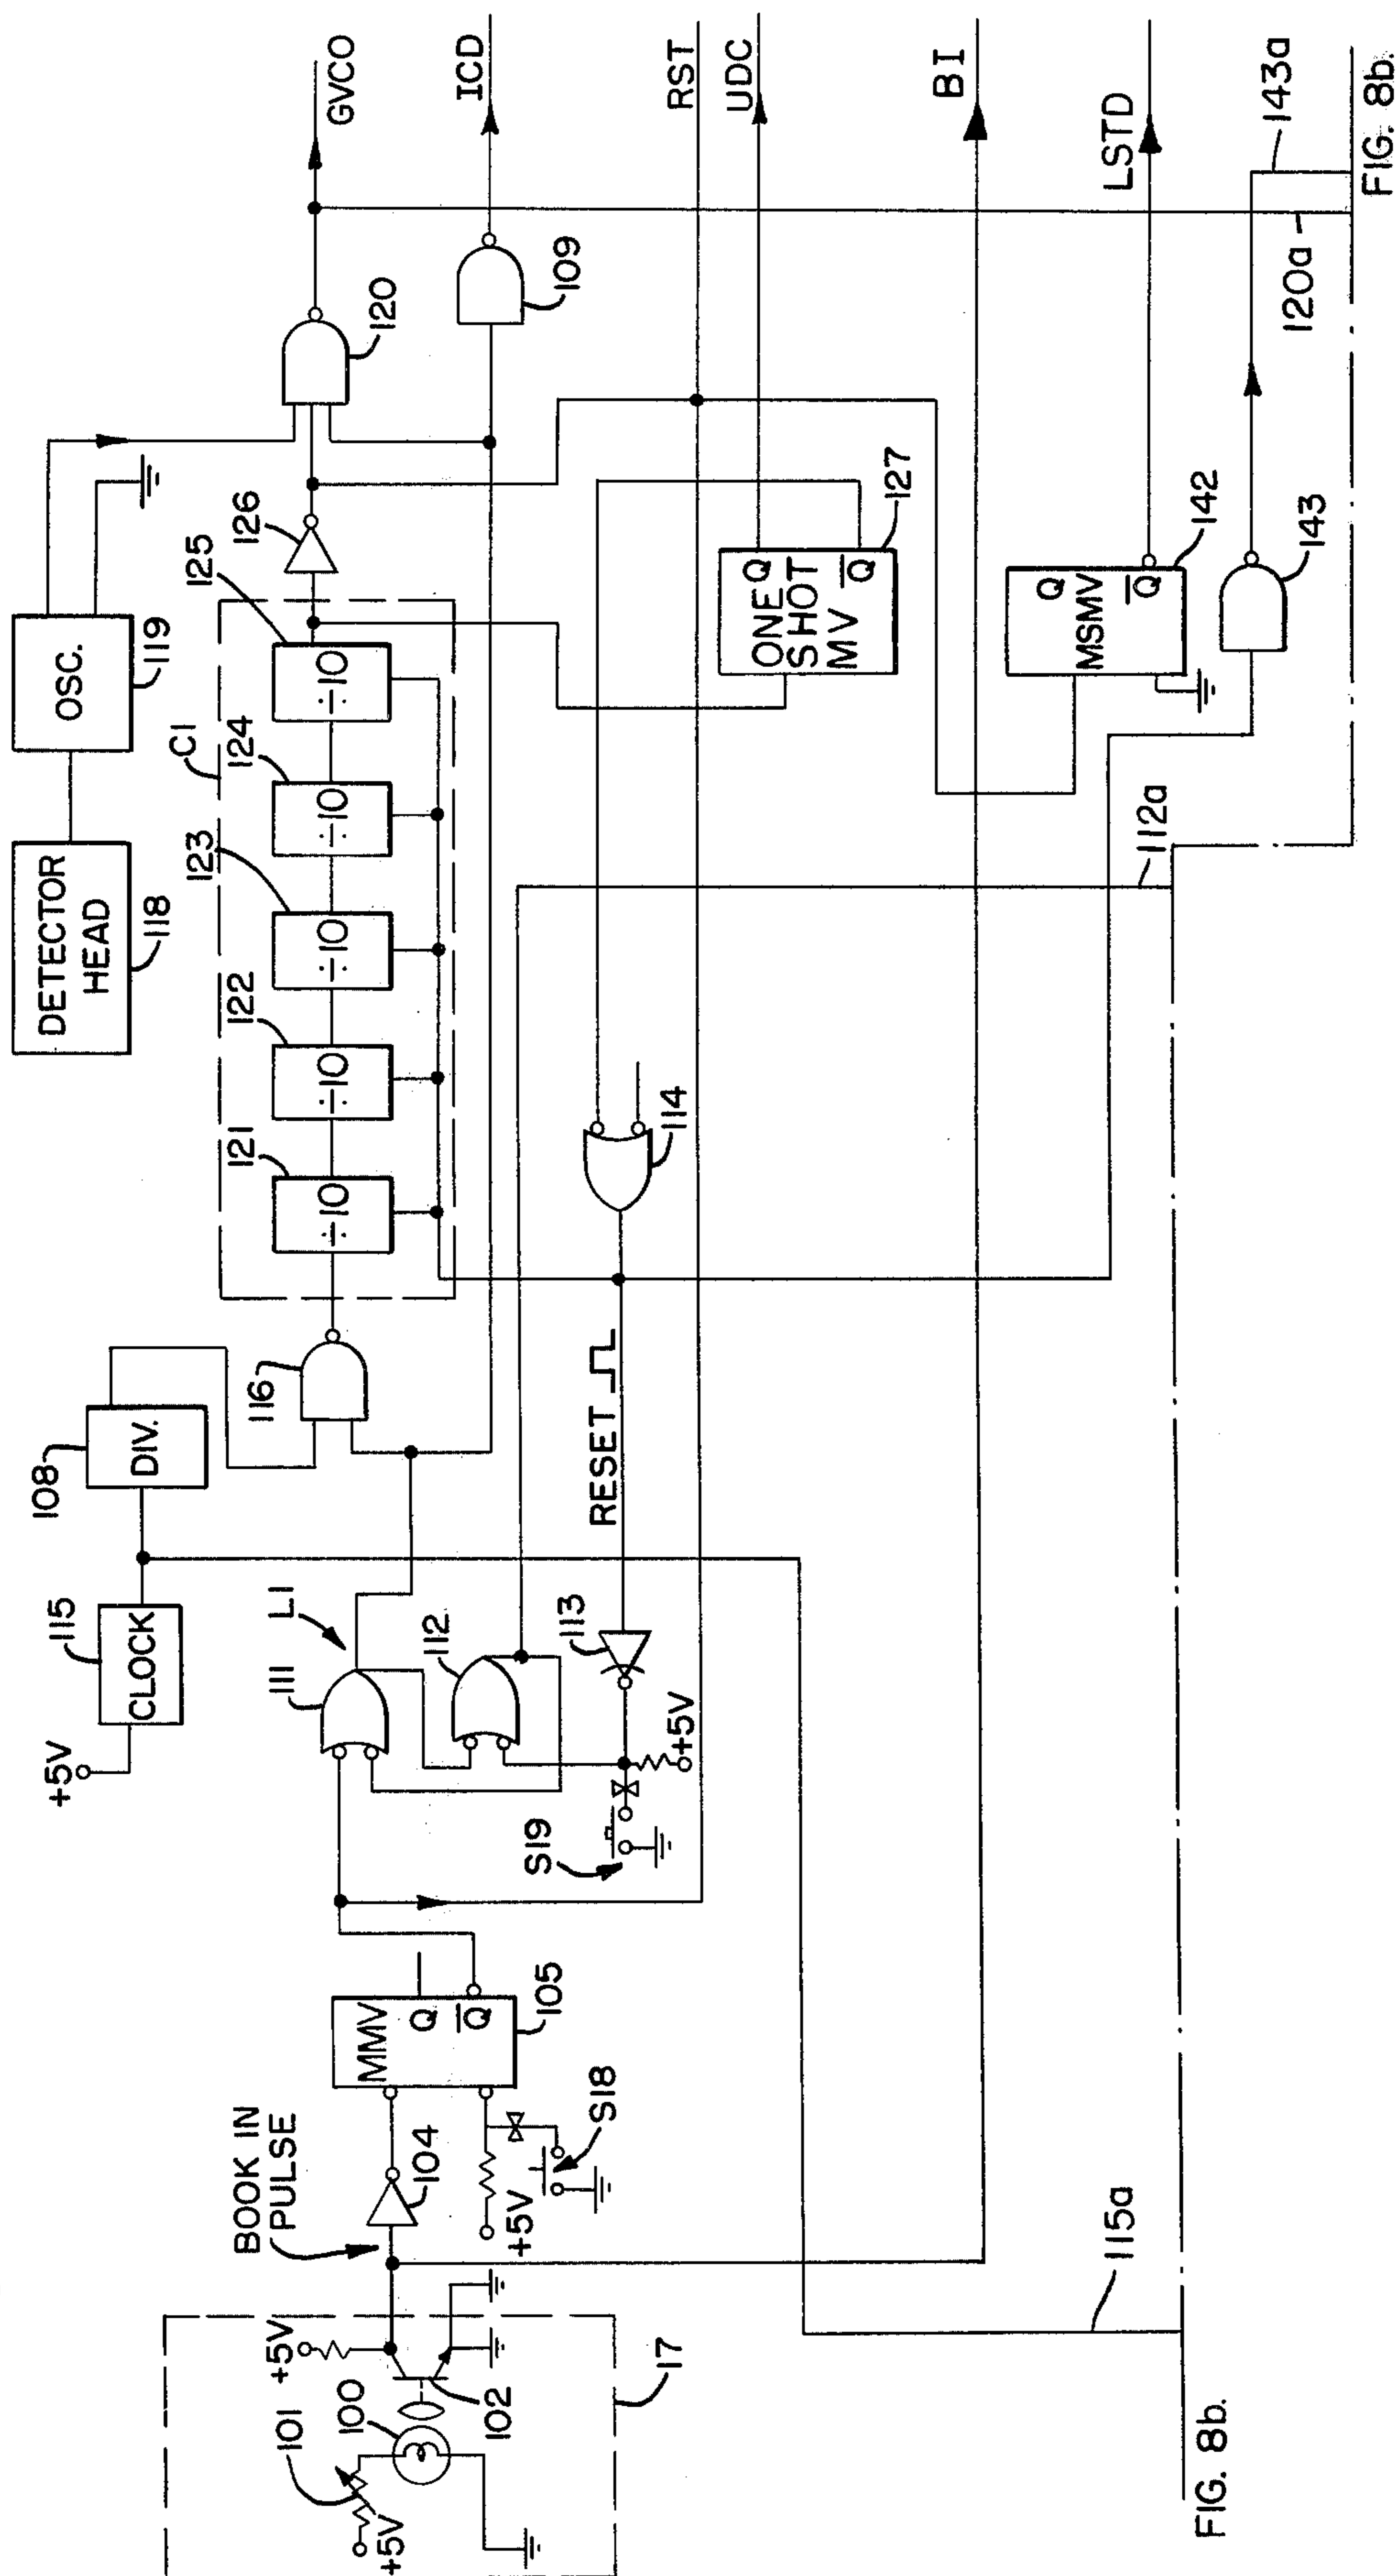 +5V
101
100
+5V
102
17
BOOK IN
PULSE
104
MMV
Q
Q
105
+5V
S18
+5V
CLOCK
115
L1
111
112
S19
+5V
113
108
DIV.
116
RESET
114
C1
121
÷10
122
÷10
123
÷10
124
÷10
125
÷10
126
DETECTOR
HEAD
118
OSC.
119
120
109
ONE
SHOT
MV
Q
Q
127
MSMV
Q
Q
142
143
GVCO
ICD
RST
UDC
BI
LSTD
143a
120a
112a
115a
FIG. 8b.
FIG. 8b.